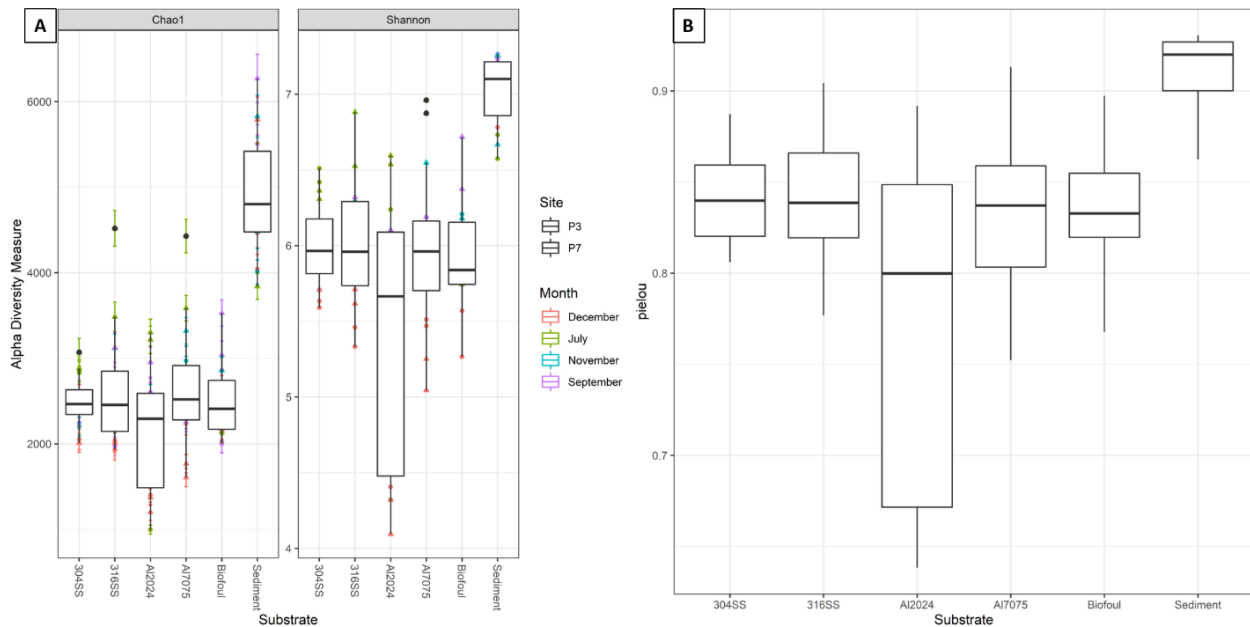 A
Chao1
Shannon
Alpha Diversity Measure
6000
4000
2000
7
6
5
4
304SS
316SS
Al2024
Al7075
Biofoul
Sediment
304SS
316SS
Al2024
Al7075
Biofoul
Sediment
Substrate
Site
P3
P7
Month
December
July
November
September
B
pielou
0.9
0.8
0.7
304SS
316SS
Al2024
Al7075
Biofoul
Sediment
Substrate